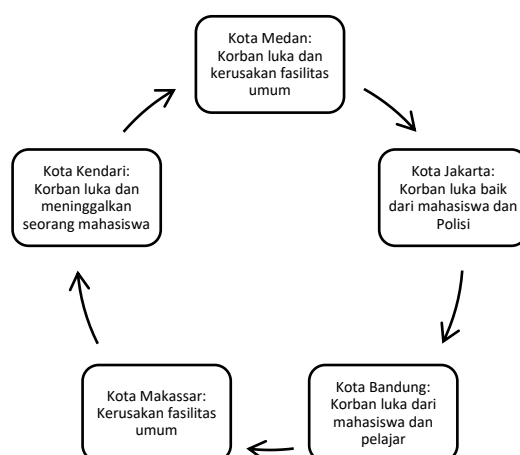 Kota Medan:
Korban luka dan
kerusakan fasilitas
umum
Kota Jakarta:
Korban luka baik
dari mahasiswa dan
Polisi
Kota Bandung:
Korban luka dari
mahasiswa dan
pelajar
Kota Makassar:
Kerusakan fasilitas
umum
Kota Kendari:
Korban luka dan
meninggalkan
seorang mahasiswa